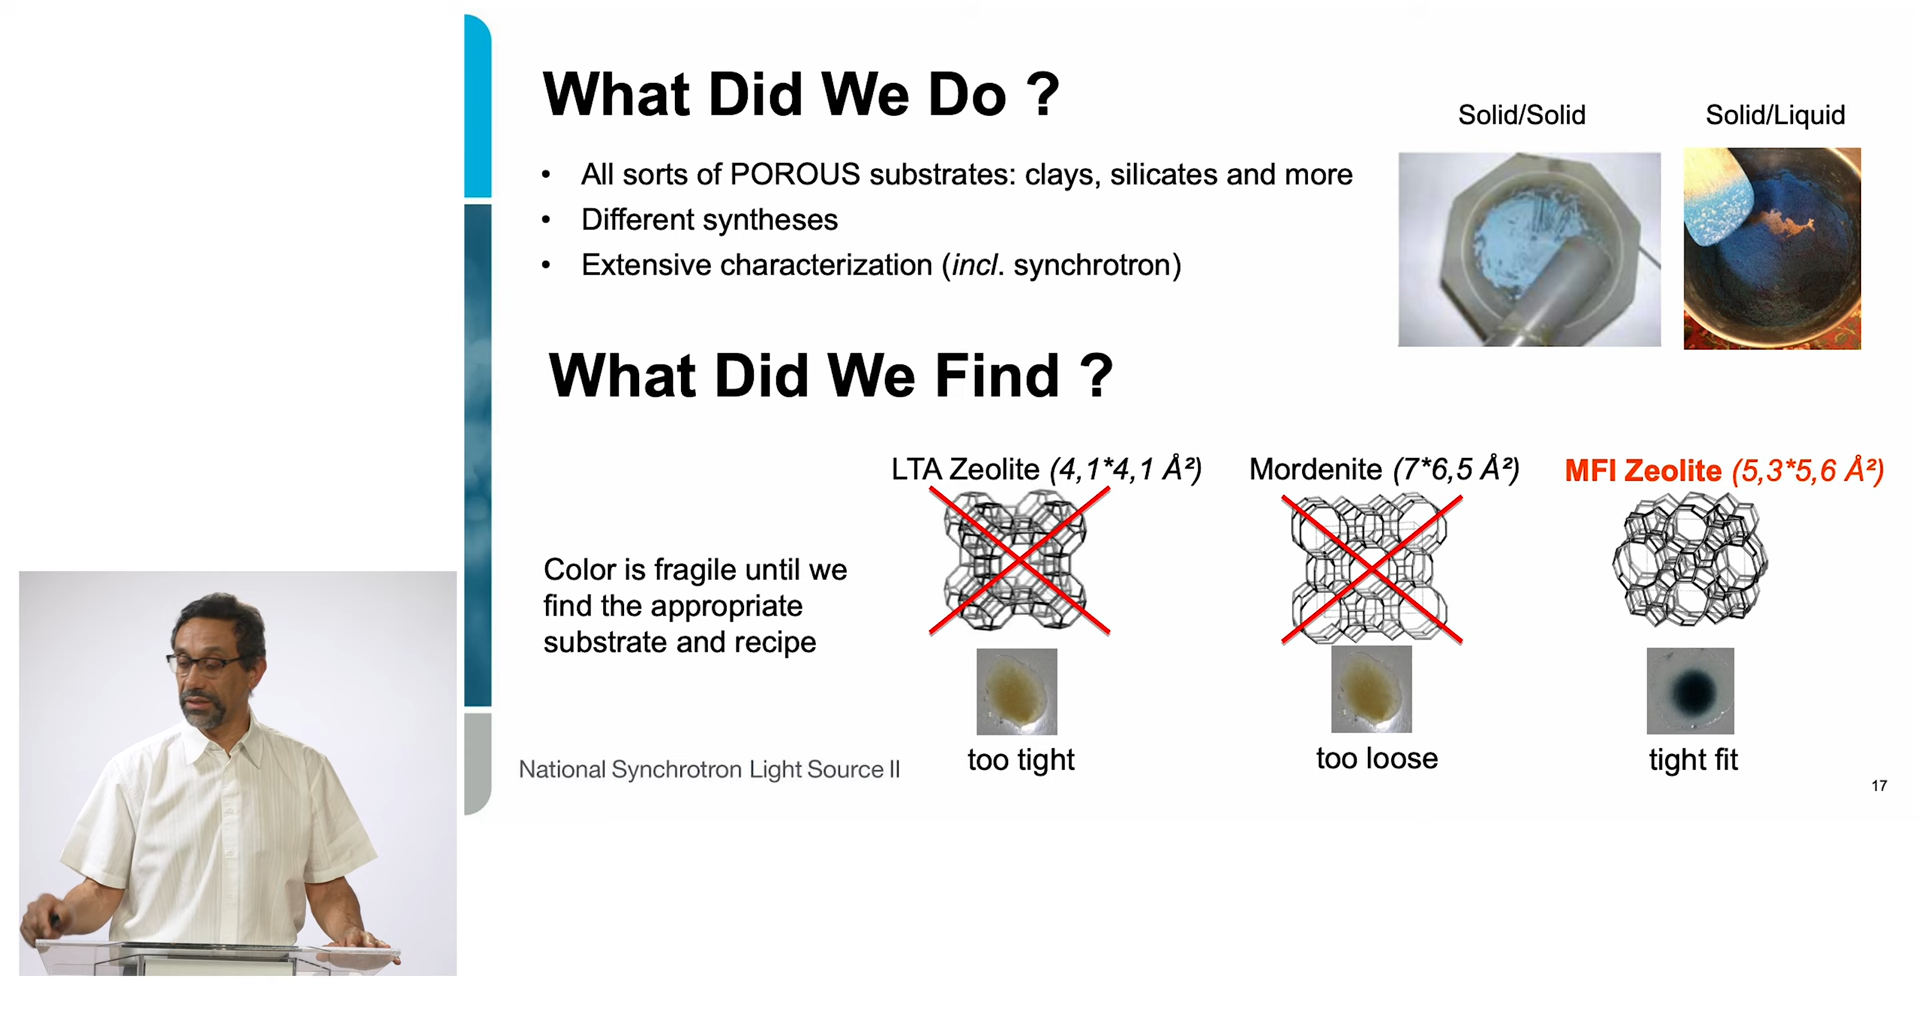 What Did We Do ?
Solid/Solid
Solid/Liquid
• All sorts of POROUS substrates: clays, silicates and more
• Different syntheses
• Extensive characterization (incl. synchrotron)
What Did We Find ?
LTA Zeolite (4,1*4,1 Å²)
Mordenite (7*6,5 Å²)
MFI Zeolite (5,3*5,6 Å²)
Color is fragile until we
find the appropriate
substrate and recipe
too tight
too loose
tight fit
National Synchrotron Light Source II
17